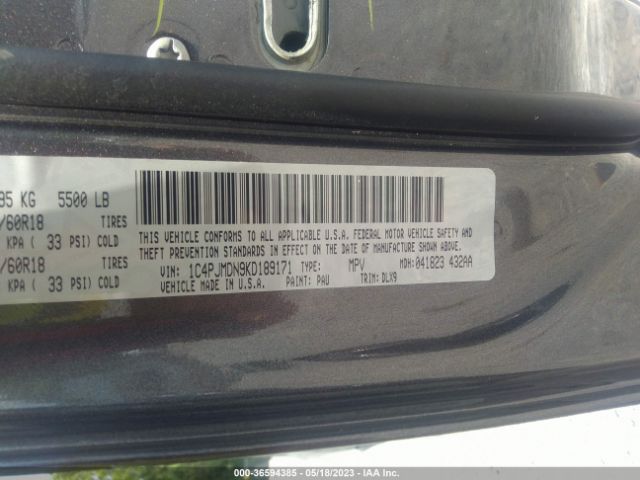 95 KG 5500 LB
/60R18 TIRES
KPA ( 33 PSI) COLD
/60R18 TIRES
KPA ( 33 PSI) COLD
THIS VEHICLE CONFORMS TO ALL APPLICABLE U.S.A. FEDERAL MOTOR VEHICLE SAFETY AND
THEFT PREVENTION STANDARDS IN EFFECT ON THE DATE OF MANUFACTURE SHOWN ABOVE.
VIN: 1C4PJMDN9KD189171 TYPE: MPV MDH: 041823 432AA
VEHICLE MADE IN U.S.A. PAINT: PAU TRIM: DLX9
000-36594385 - 05/18/2023 - IAA Inc.